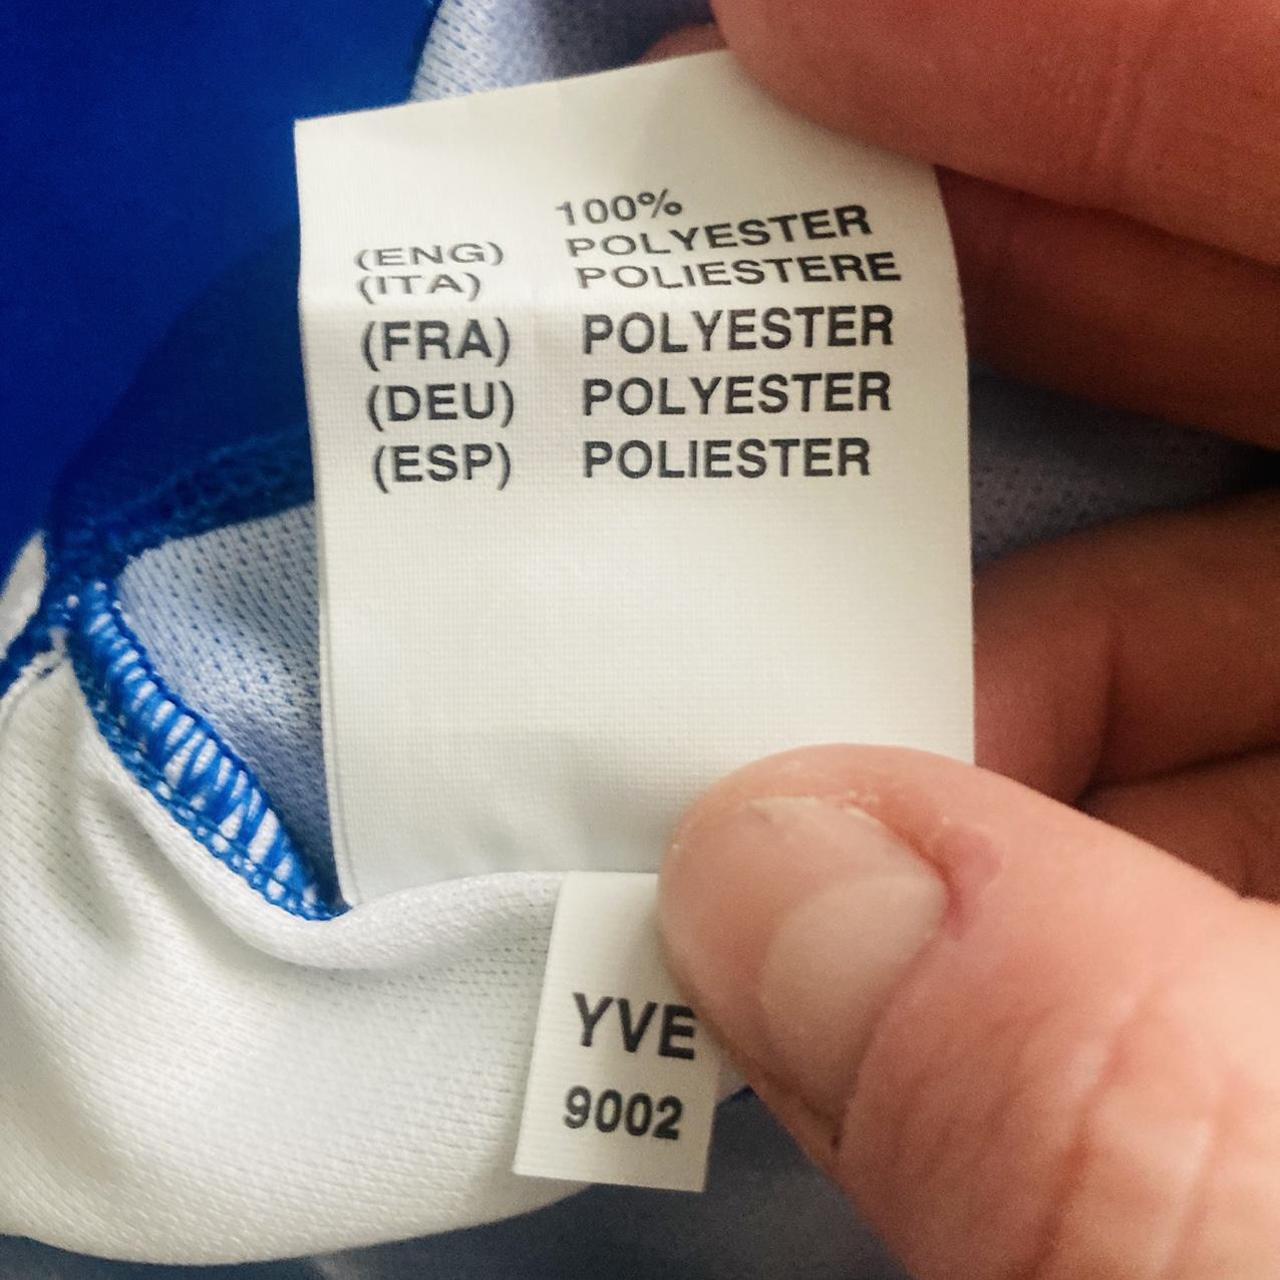 100%
(ENG) POLYESTER
(ITA) POLIESTERE
(FRA) POLYESTER
(DEU) POLYESTER
(ESP) POLIESTER
YVE
9002